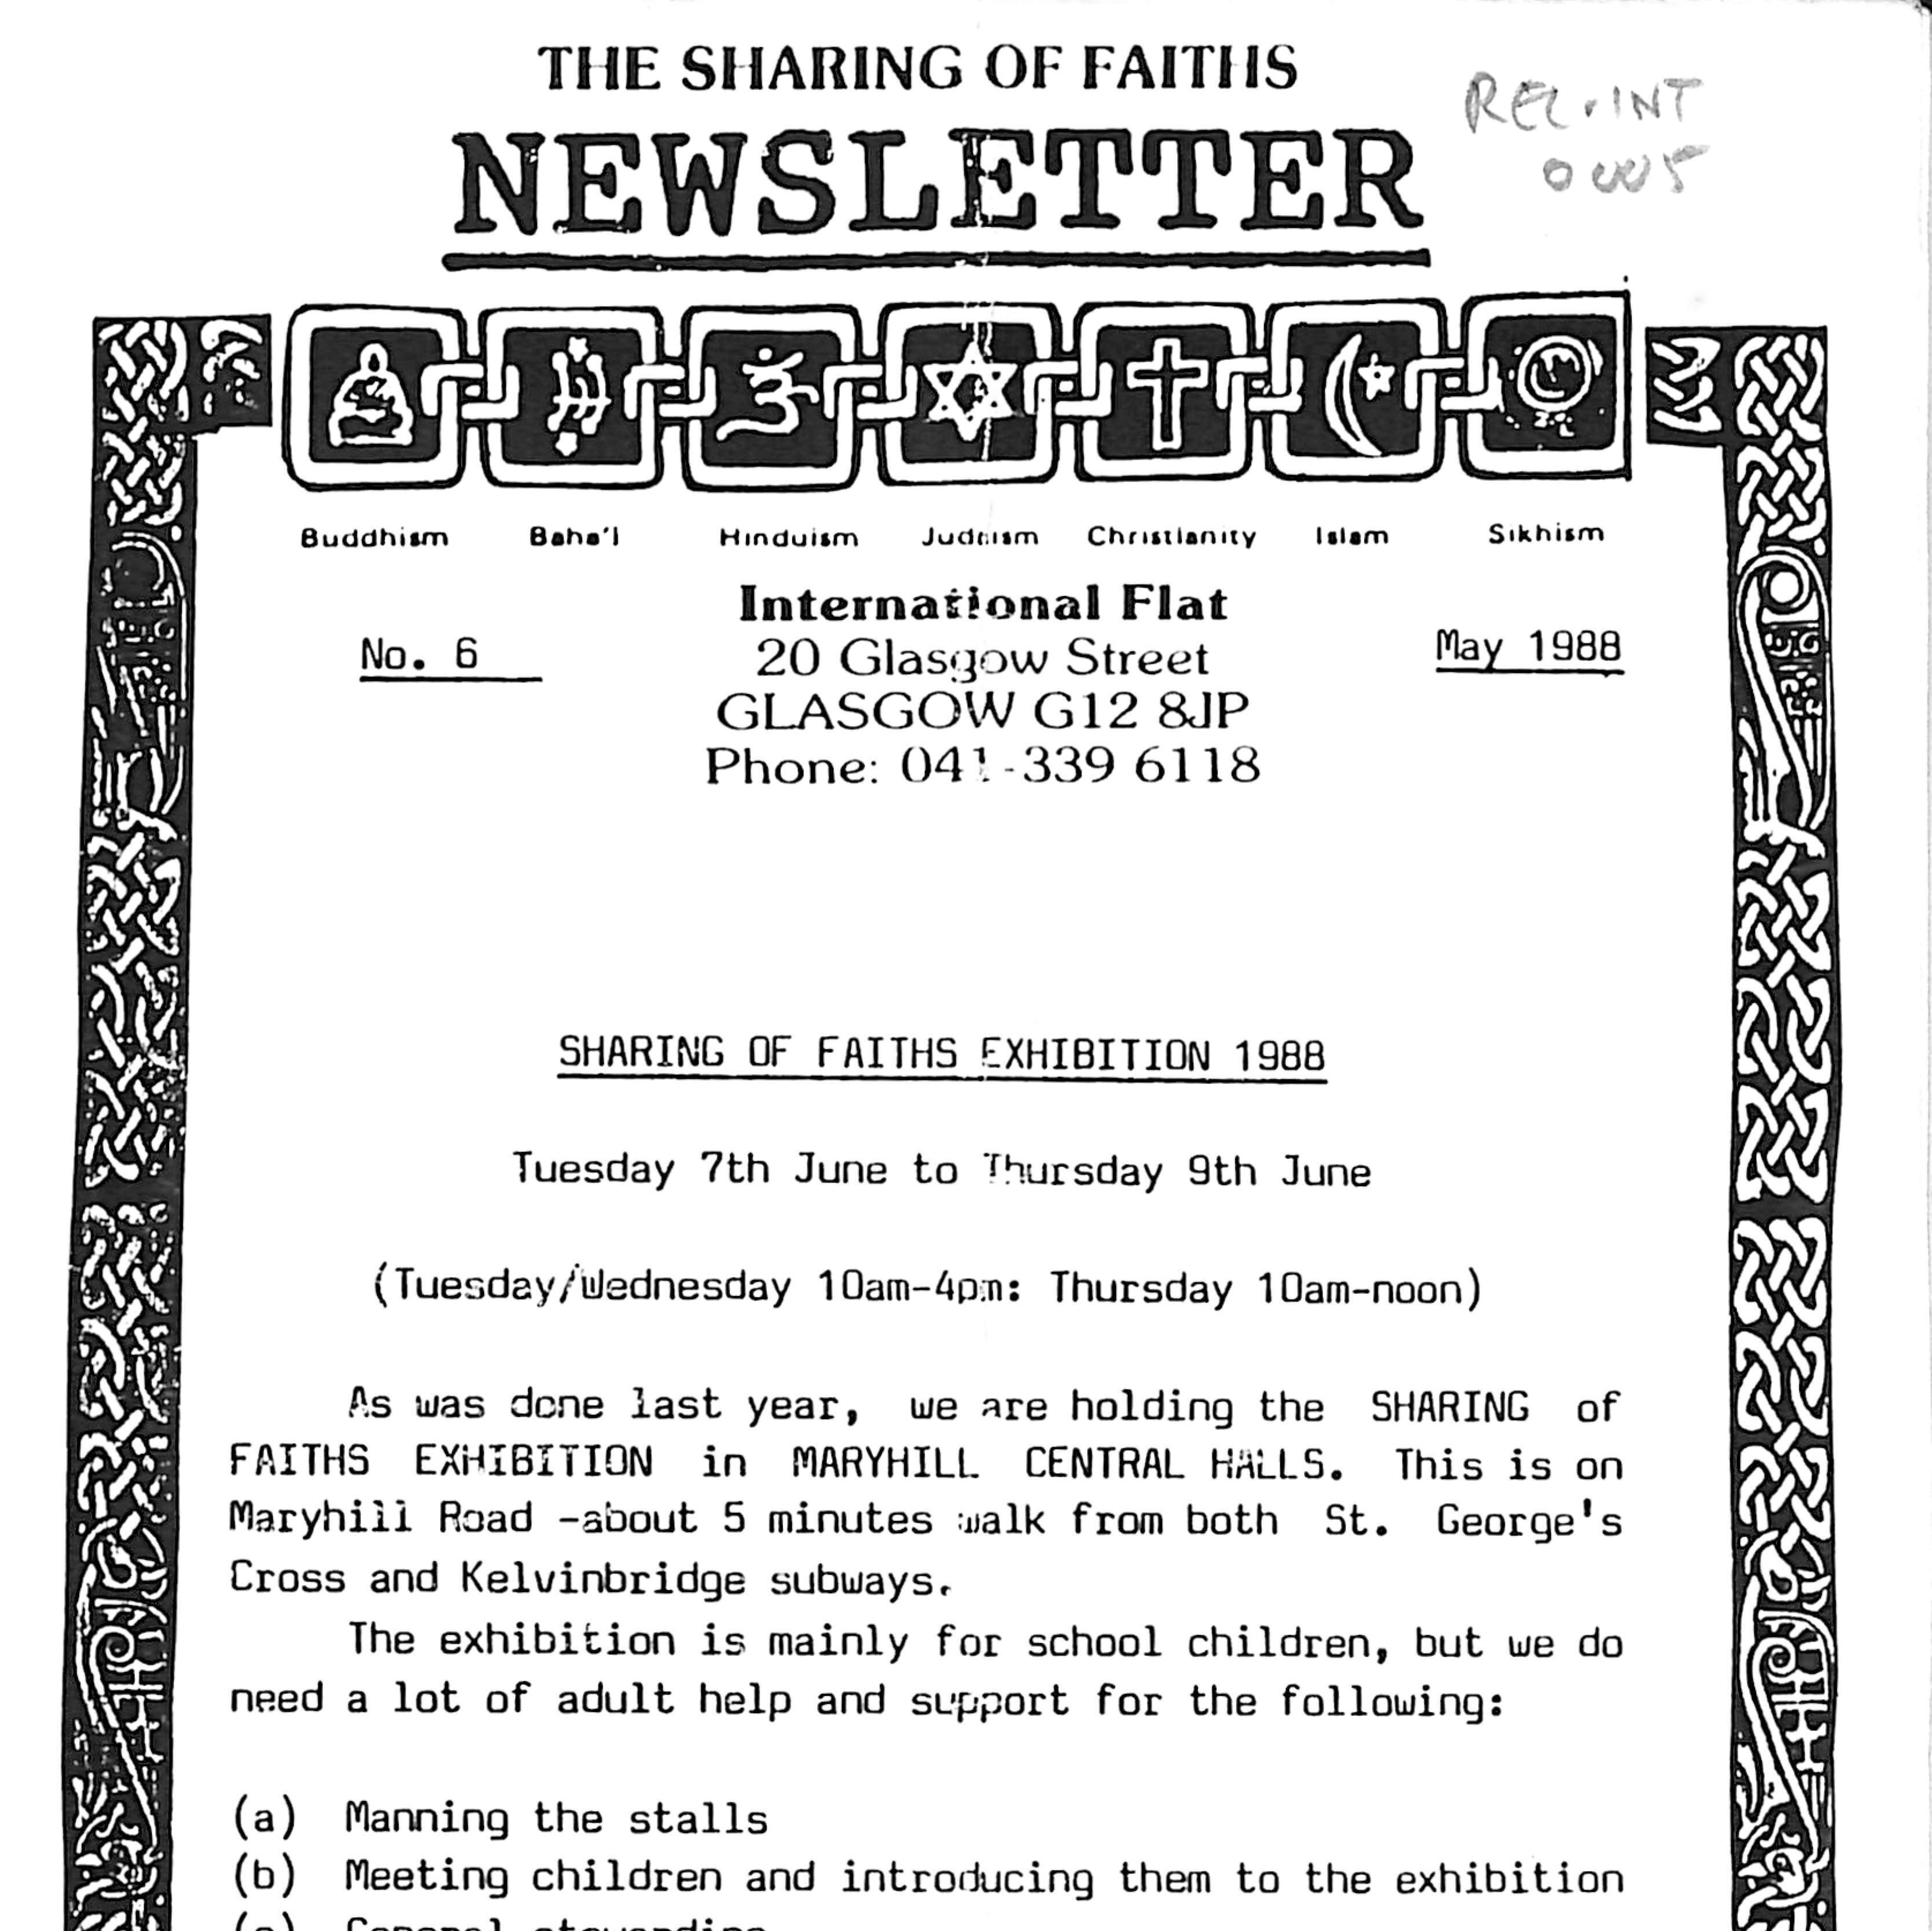 THE SHARING OF FAITHS
REL.INT
0005
NEWSLETTER
Buddhism Baha'i Hinduism Judaism Christianity Islam Sikhism
International Flat
No. 6
20 Glasgow Street
May 1988
GLASGOW G12 8JP
Phone: 041-339 6118
SHARING OF FAITHS EXHIBITION 1988
Tuesday 7th June to Thursday 9th June
(Tuesday/Wednesday 10am-4pm: Thursday 10am-noon)
As was done last year, we are holding the SHARING of
FAITHS EXHIBITION in MARYHILL CENTRAL HALLS. This is on
Maryhill Road -about 5 minutes walk from both St. George's
Cross and Kelvinbridge subways.
The exhibition is mainly for school children, but we do
need a lot of adult help and support for the following:
(a) Manning the stalls
(b) Meeting children and introducing them to the exhibition
(c) General stewarding